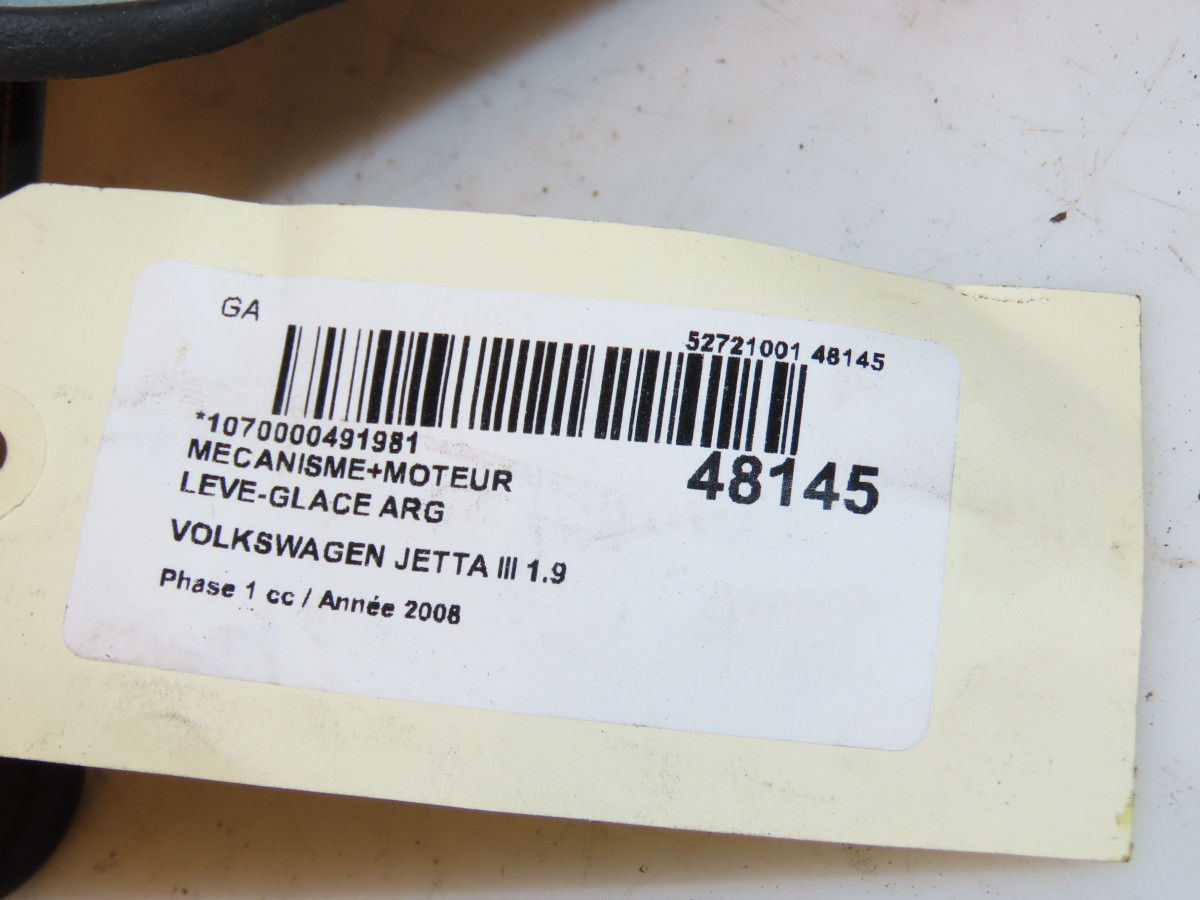 GA
52721001 48145
*1070000491981
48145
MECANISME+MOTEUR
LEVE-GLACE ARG
VOLKSWAGEN JETTA III 1.9
Phase 1 cc / Année 2008